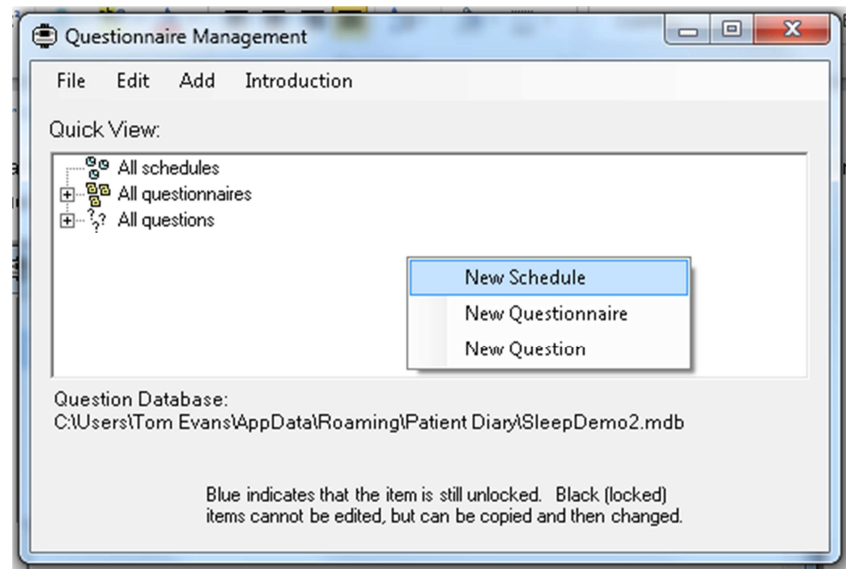 Questionnaire Management
File Edit Add Introduction
Quick View:
All schedules
All questionnaires
All questions
New Schedule
New Questionnaire
New Question
Question Database:
C:\Users\Tom Evans\AppData\Roaming\Patient Diary\SleepDemo2.mdb
Blue indicates that the item is still unlocked. Black (locked)
items cannot be edited, but can be copied and then changed.